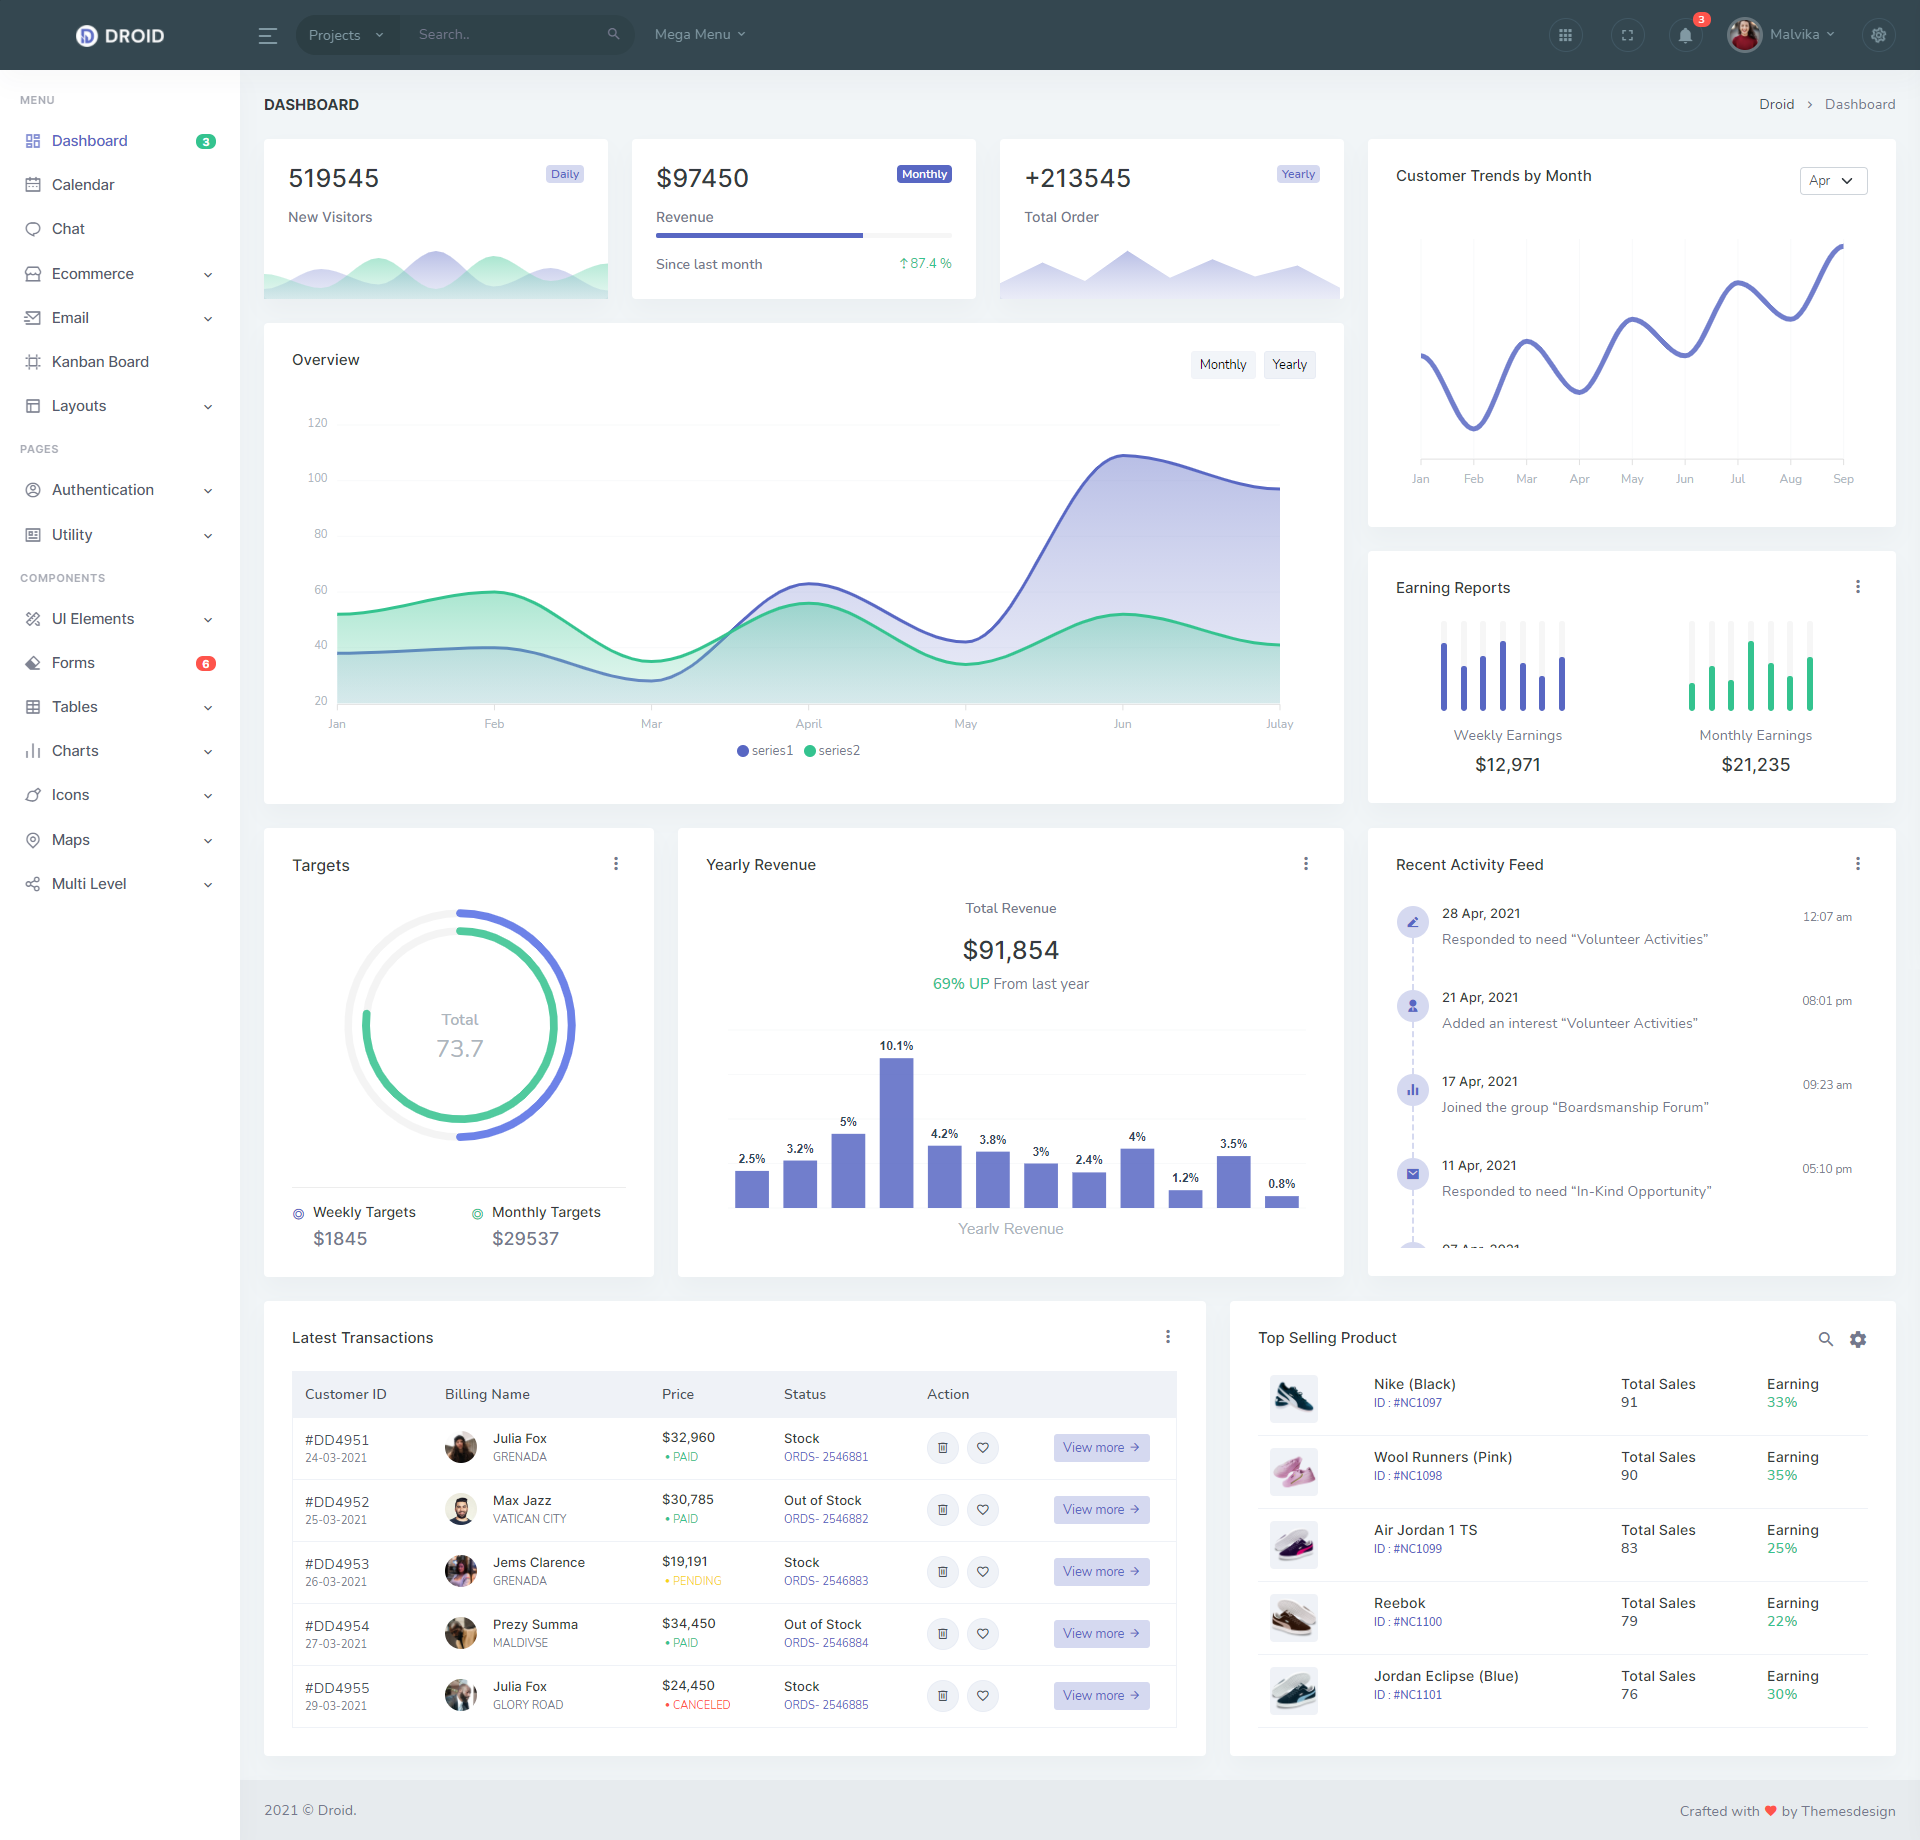 DROID
Projects
Search..
Mega Menu
3
Malvika
MENU
Dashboard
3
Calendar
Chat
Ecommerce
Email
Kanban Board
Layouts
PAGES
Authentication
Utility
COMPONENTS
UI Elements
Forms
6
Tables
Charts
Icons
Maps
Multi Level
DASHBOARD
Droid > Dashboard
519545
Daily
New Visitors
$97450
Monthly
Revenue
Since last month
↑ 87.4 %
+213545
Yearly
Total Order
Customer Trends by Month
Apr
Jan Feb Mar Apr May Jun Jul Aug Sep
Overview
Monthly
Yearly
120
100
80
60
40
20
Jan Feb Mar April May Jun Julay
series1 series2
Earning Reports
Weekly Earnings
$12,971
Monthly Earnings
$21,235
Targets
Total
73.7
Weekly Targets
$1845
Monthly Targets
$29537
Yearly Revenue
Total Revenue
$91,854
69% UP From last year
2.5% 3.2% 5% 10.1% 4.2% 3.8% 3% 2.4% 4% 1.2% 3.5% 0.8%
Yearly Revenue
Recent Activity Feed
28 Apr, 2021
12:07 am
Responded to need “Volunteer Activities”
21 Apr, 2021
08:01 pm
Added an interest “Volunteer Activities”
17 Apr, 2021
09:23 am
Joined the group “Boardsmanship Forum”
11 Apr, 2021
05:10 pm
Responded to need “In-Kind Opportunity”
07 Apr, 2021
Latest Transactions
Customer ID Billing Name Price Status Action
#DD4951 Julia Fox $32,960 Stock View more →
24-03-2021 GRENADA • PAID ORDS- 2546881
#DD4952 Max Jazz $30,785 Out of Stock View more →
25-03-2021 VATICAN CITY • PAID ORDS- 2546882
#DD4953 Jems Clarence $19,191 Stock View more →
26-03-2021 GRENADA • PENDING ORDS- 2546883
#DD4954 Prezy Summa $34,450 Out of Stock View more →
27-03-2021 MALDIVSE • PAID ORDS- 2546884
#DD4955 Julia Fox $24,450 Stock View more →
29-03-2021 GLORY ROAD • CANCELED ORDS- 2546885
Top Selling Product
Nike (Black) Total Sales Earning
ID : #NC1097 91 33%
Wool Runners (Pink) Total Sales Earning
ID : #NC1098 90 35%
Air Jordan 1 TS Total Sales Earning
ID : #NC1099 83 25%
Reebok Total Sales Earning
ID : #NC1100 79 22%
Jordan Eclipse (Blue) Total Sales Earning
ID : #NC1101 76 30%
2021 © Droid.
Crafted with ❤ by Themesdesign